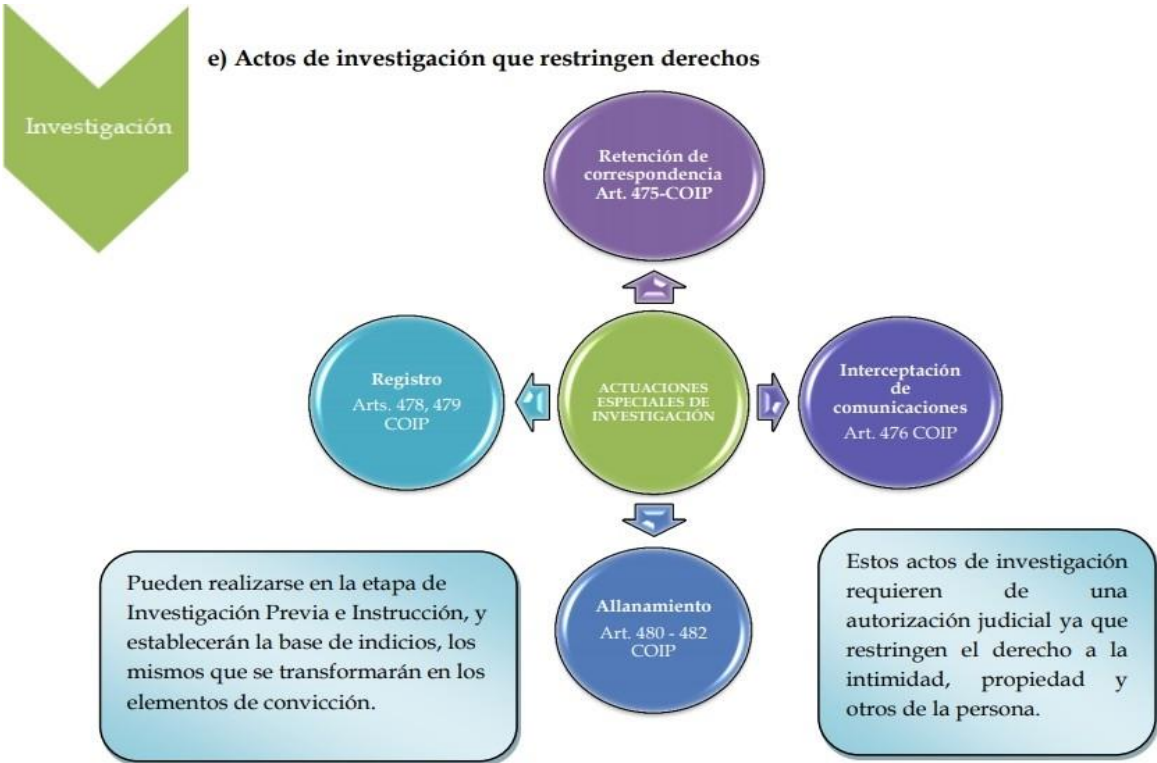 e) Actos de investigación que restringen derechos
Investigación
Retención de
correspondencia
Art. 475-COIP
Registro
Arts. 478, 479
COIP
ACTUACIONES
ESPECIALES DE
INVESTIGACIÓN
Interceptación
de
comunicaciones
Art. 476 COIP
Allanamiento
Art. 480 - 482
COIP
Pueden realizarse en la etapa de
Investigación Previa e Instrucción, y
establecerán la base de indicios, los
mismos que se transformarán en los
elementos de convicción.
Estos actos de investigación
requieren de una
autorización judicial ya que
restringen el derecho a la
intimidad, propiedad y
otros de la persona.